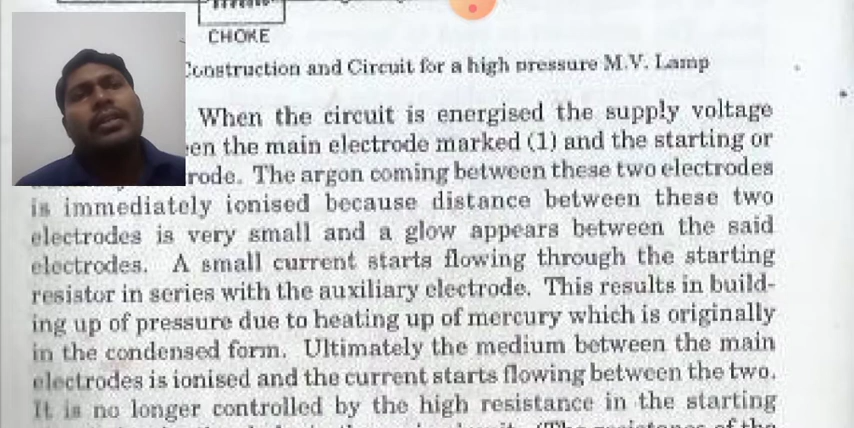 CHOKE
Construction and Circuit for a high pressure M.V. Lamp
When the circuit is energised the supply voltage
en the main electrode marked (1) and the starting or
rode. The argon coming between these two electrodes
is immediately ionised because distance between these two
electrodes is very small and a glow appears between the said
electrodes. A small current starts flowing through the starting
resistor in series with the auxiliary electrode. This results in build-
ing up of pressure due to heating up of mercury which is originally
in the condensed form. Ultimately the medium between the main
electrodes is ionised and the current starts flowing between the two.
It is no longer controlled by the high resistance in the starting